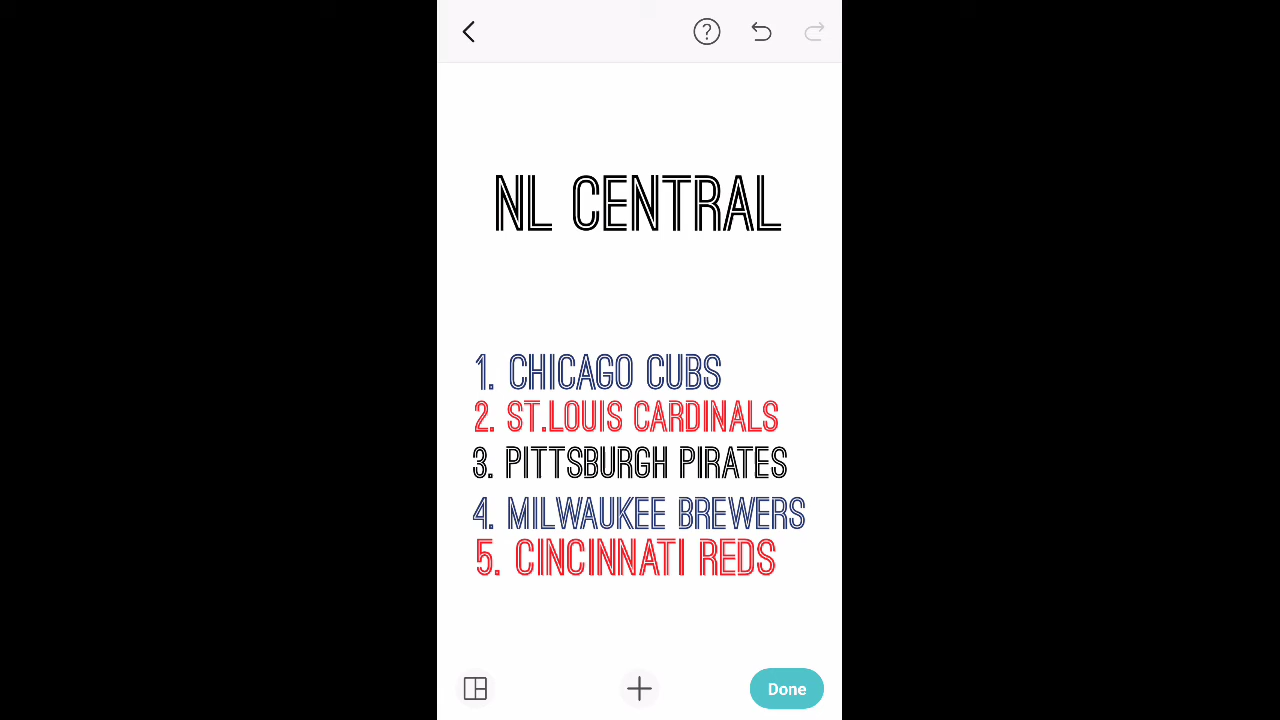 NL CENTRAL
1. CHICAGO CUBS
2. ST.LOUIS CARDINALS
3. PITTSBURGH PIRATES
4. MILWAUKEE BREWERS
5. CINCINNATI REDS
Done